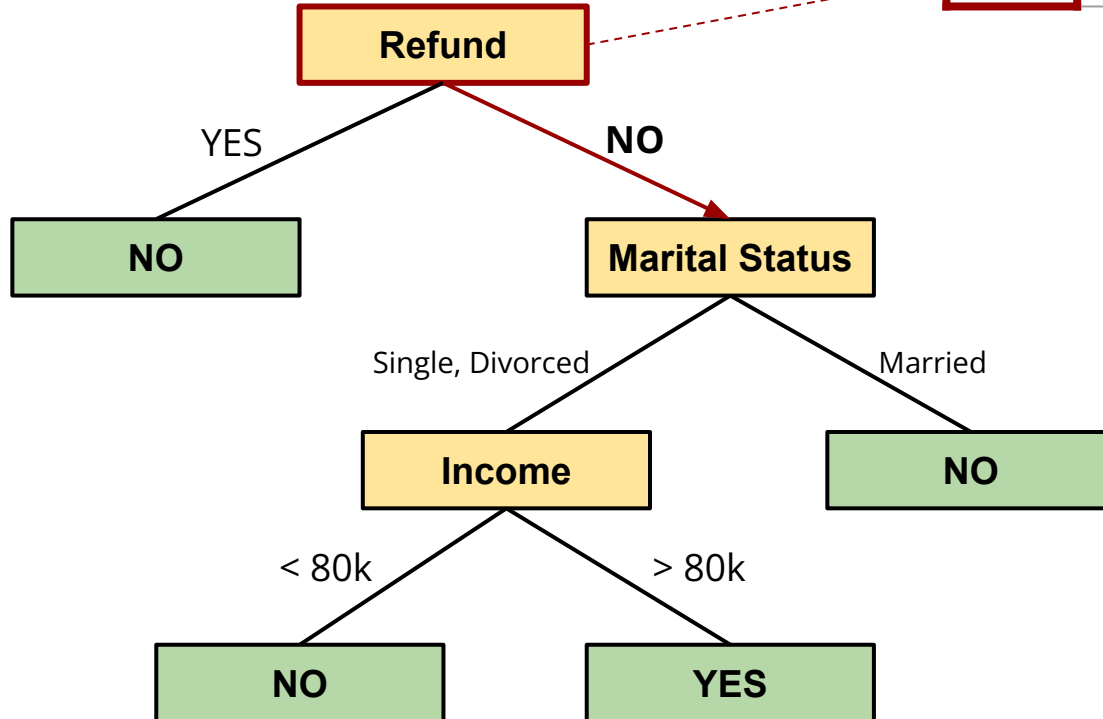 Refund
YES
NO
NO
Marital Status
Single, Divorced
Married
Income
NO
< 80k
> 80k
NO
YES